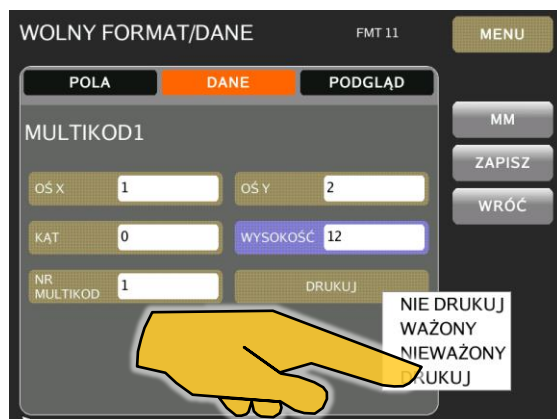 WOLNY FORMAT/DANE FMT 11 MENU
POLA DANE PODGLĄD
MULTIKOD1
MM
ZAPISZ
WRÓĆ
OŚ X 1 OŚ Y 2
KĄT 0 WYSOKOŚĆ 12
NR
MULTIKOD 1 DRUKUJ
NIE DRUKUJ
WAŻONY
NIEWAŻONY
DRUKUJ